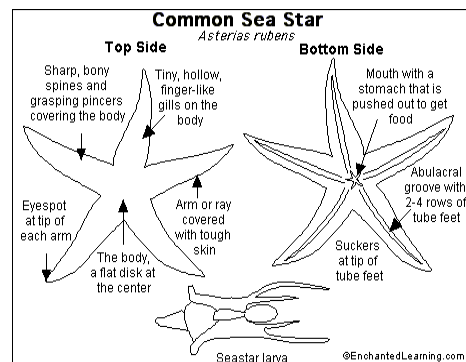 Common Sea Star
Asterias rubens
Top Side
Bottom Side
Sharp, bony
spines and
grasping pincers
covering the body
Tiny, hollow,
finger-like
gills on the
body
Mouth with a
stomach that is
pushed out to get
food
Eyespot
at tip of
each arm
The body,
a flat disk at
the center
Arm or ray
covered
with tough
skin
Abulacral
groove with
2-4 rows of
tube feet
Suckers
at tip of
tube feet
Seastar larva
©EnchantedLearning.com